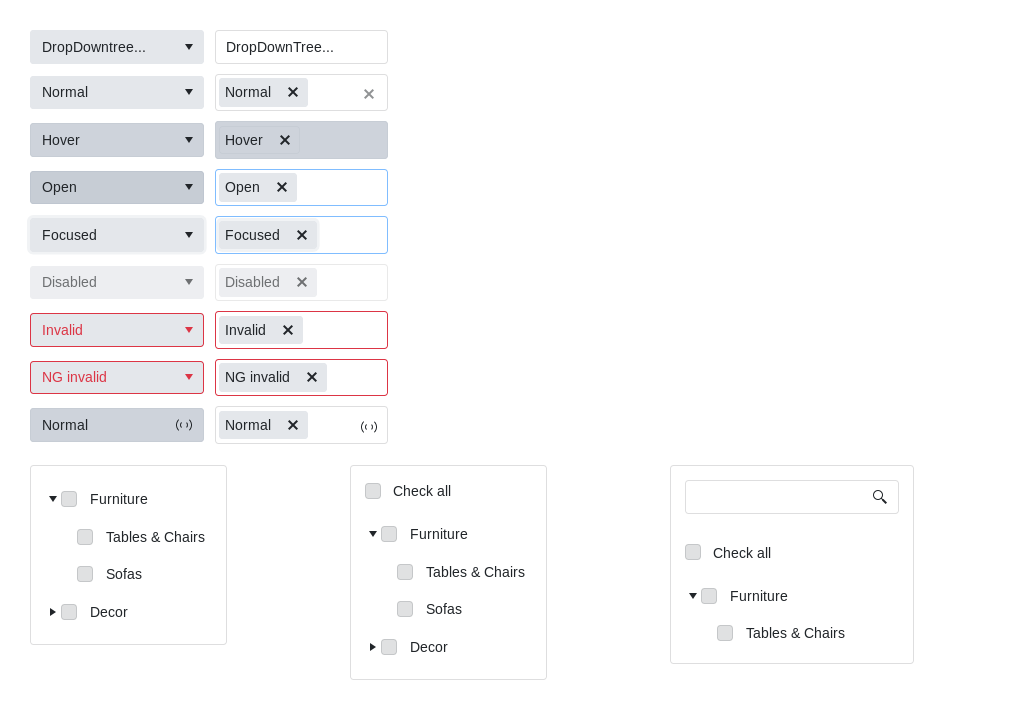 DropDowntree... DropDownTree...
Normal Normal
Hover Hover
Open Open
Focused Focused
Disabled Disabled
Invalid Invalid
NG invalid NG invalid
Normal Normal
Furniture
Tables & Chairs
Sofas
Decor
Check all
Furniture
Tables & Chairs
Sofas
Decor
Check all
Furniture
Tables & Chairs